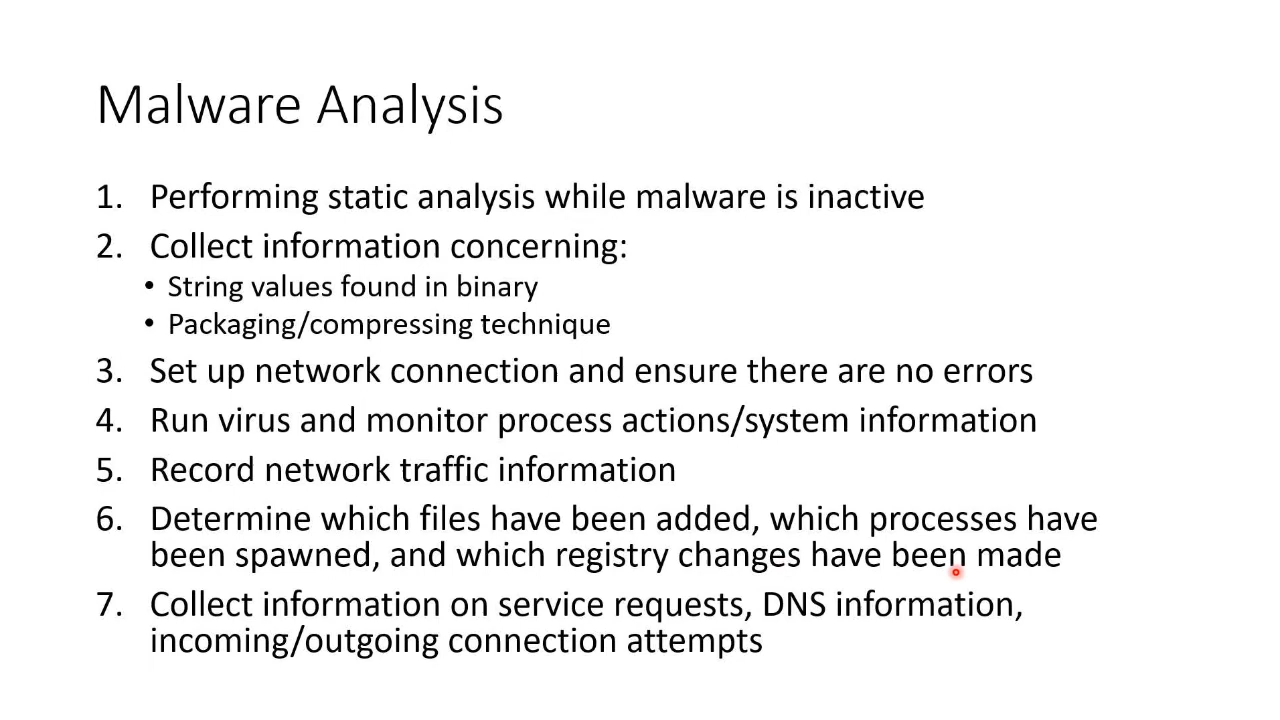 Malware Analysis
1. Performing static analysis while malware is inactive
2. Collect information concerning:
• String values found in binary
• Packaging/compressing technique
3. Set up network connection and ensure there are no errors
4. Run virus and monitor process actions/system information
5. Record network traffic information
6. Determine which files have been added, which processes have
been spawned, and which registry changes have been made
7. Collect information on service requests, DNS information,
incoming/outgoing connection attempts